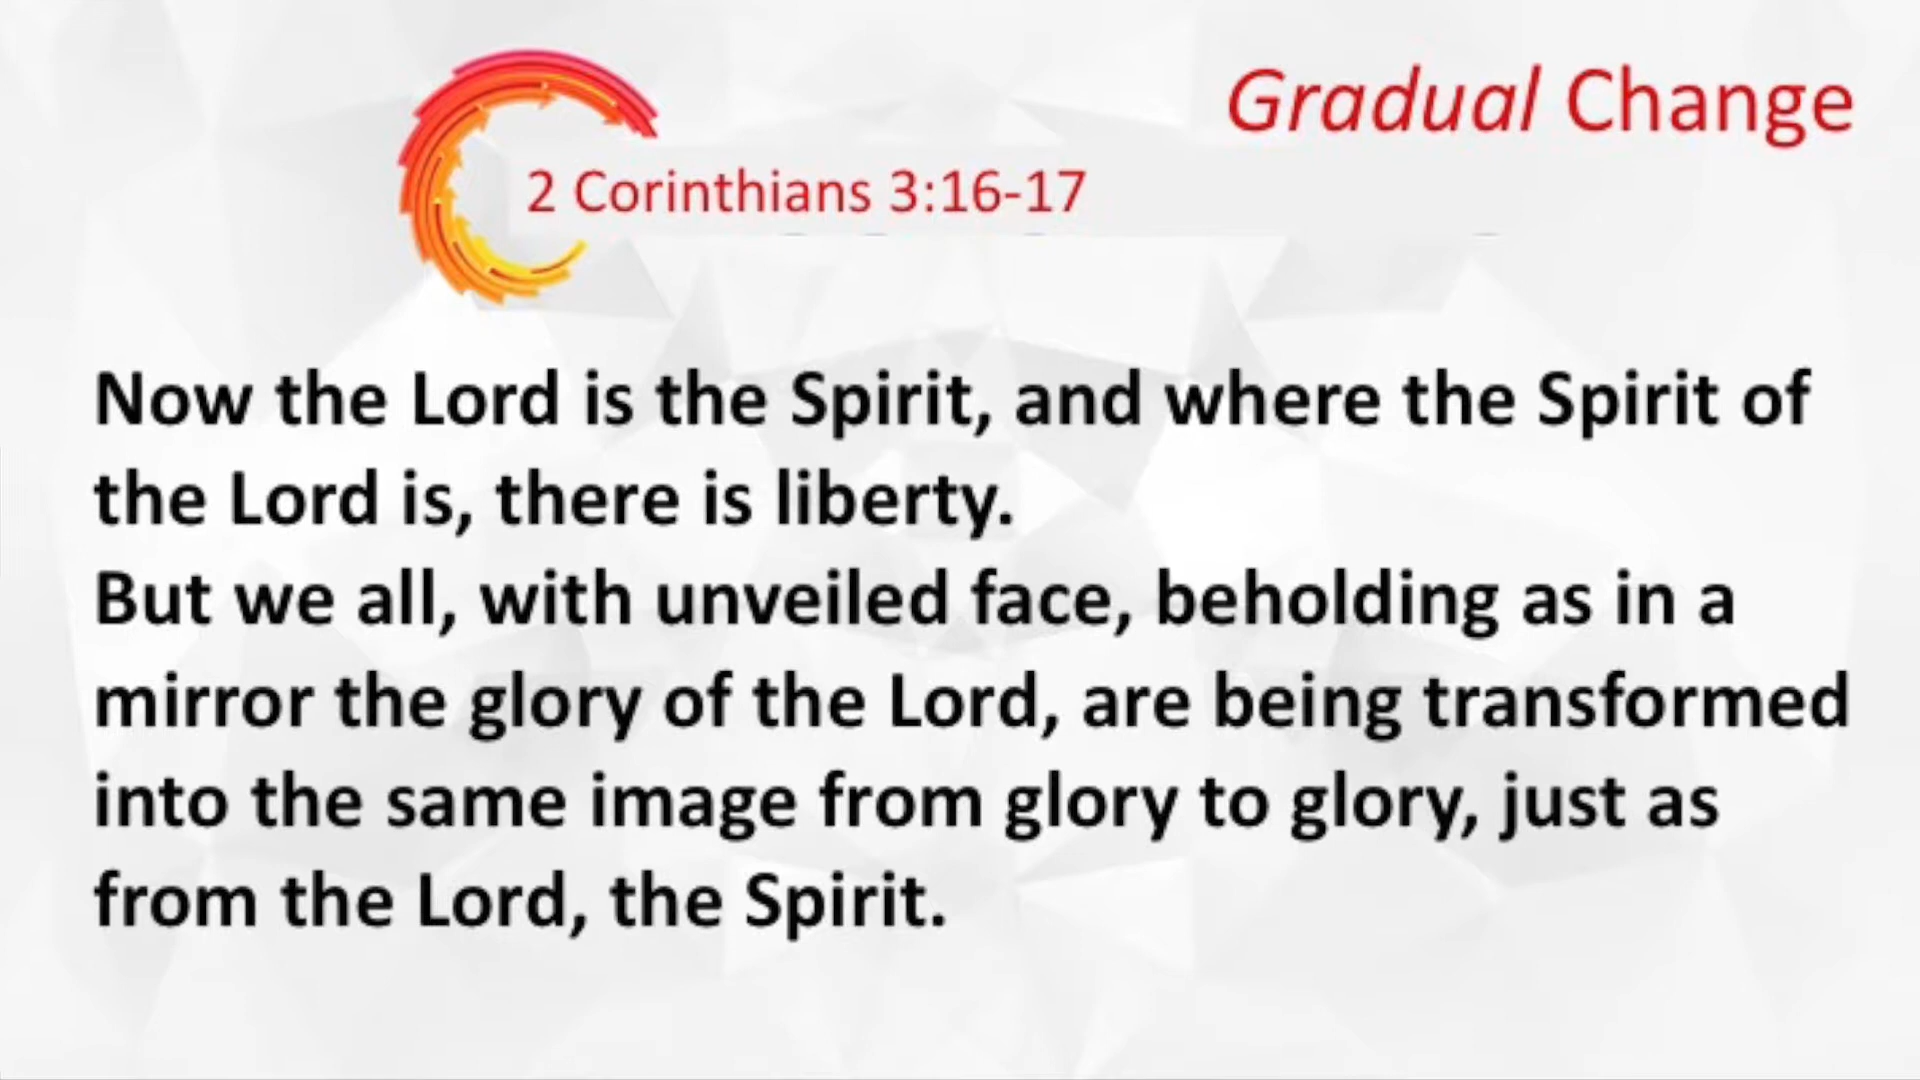 Gradual Change
2 Corinthians 3:16-17
Now the Lord is the Spirit, and where the Spirit of
the Lord is, there is liberty.
But we all, with unveiled face, beholding as in a
mirror the glory of the Lord, are being transformed
into the same image from glory to glory, just as
from the Lord, the Spirit.